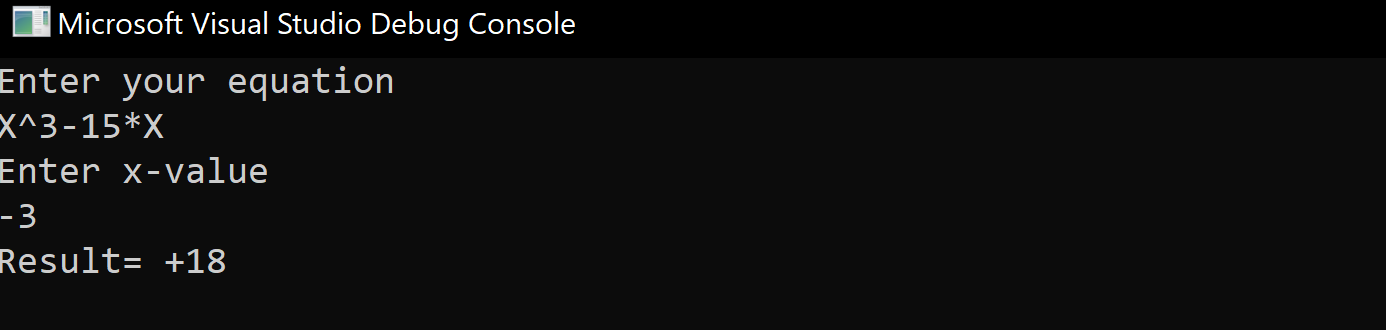 Microsoft Visual Studio Debug Console
Enter your equation
X^3-15*X
Enter x-value
-3
Result= +18